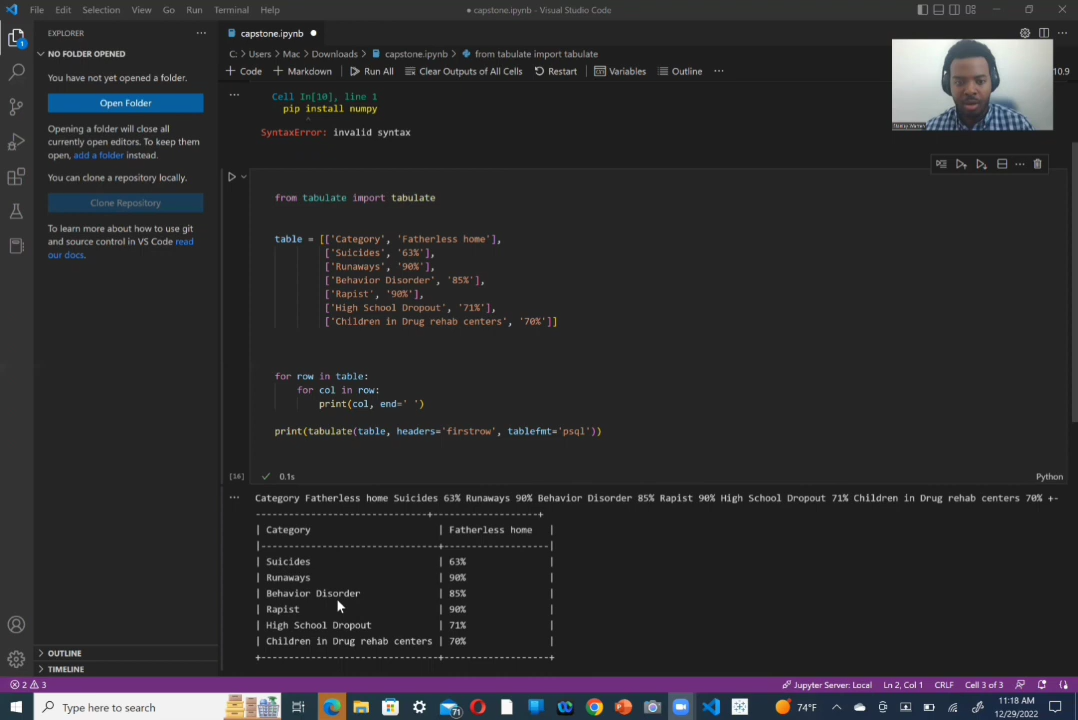 File Edit Selection View Go Run Terminal Help
● capstone.ipynb - Visual Studio Code
EXPLORER
NO FOLDER OPENED
You have not yet opened a folder.
Open Folder
Opening a folder will close all
currently open editors. To keep them
open, add a folder instead.
You can clone a repository locally.
Clone Repository
To learn more about how to use git
and source control in VS Code read
our docs.
OUTLINE
TIMELINE
capstone.ipynb
C: > Users > Mac > Downloads > capstone.ipynb > from tabulate import tabulate
+ Code + Markdown Run All Clear Outputs of All Cells Restart Variables Outline ···
10.9
Cell In[10], line 1
pip install numpy
^
SyntaxError: invalid syntax
from tabulate import tabulate
table = [['Category', 'Fatherless home'],
['Suicides', '63%'],
['Runaways', '90%'],
['Behavior Disorder', '85%'],
['Rapist', '90%'],
['High School Dropout', '71%'],
['Children in Drug rehab centers', '70%']]
for row in table:
for col in row:
print(col, end=' ')
print(tabulate(table, headers='firstrow', tablefmt='psql'))
[16] 0.1s Python
Category Fatherless home Suicides 63% Runaways 90% Behavior Disorder 85% Rapist 90% High School Dropout 71% Children in Drug rehab centers 70% +-
| Category | Fatherless home |
| Suicides | 63% |
| Runaways | 90% |
| Behavior Disorder | 85% |
| Rapist | 90% |
| High School Dropout | 71% |
| Children in Drug rehab centers | 70% |
2 3 Jupyter Server: Local Ln 2, Col 1 CRLF Cell 3 of 3
Type here to search
71
74°F
11:18 AM
12/29/2022